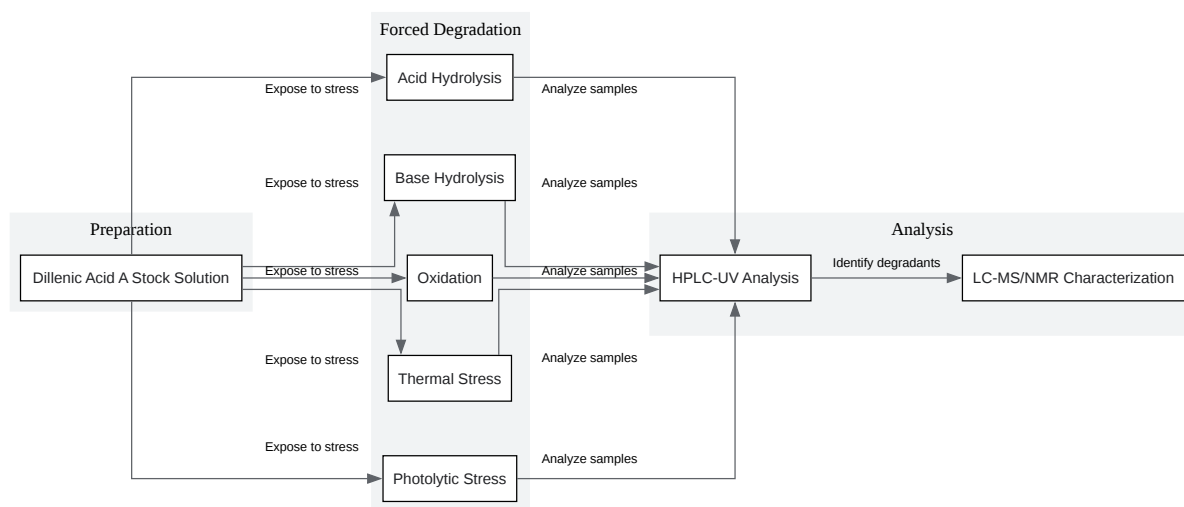 Forced Degradation
Acid Hydrolysis
Expose to stress
Analyze samples
Base Hydrolysis
Expose to stress
Analyze samples
Preparation
Analysis
Dillenic Acid A Stock Solution
Expose to stress
Oxidation
Analyze samples
HPLC-UV Analysis
Identify degradants
LC-MS/NMR Characterization
Expose to stress
Analyze samples
Thermal Stress
Expose to stress
Analyze samples
Photolytic Stress